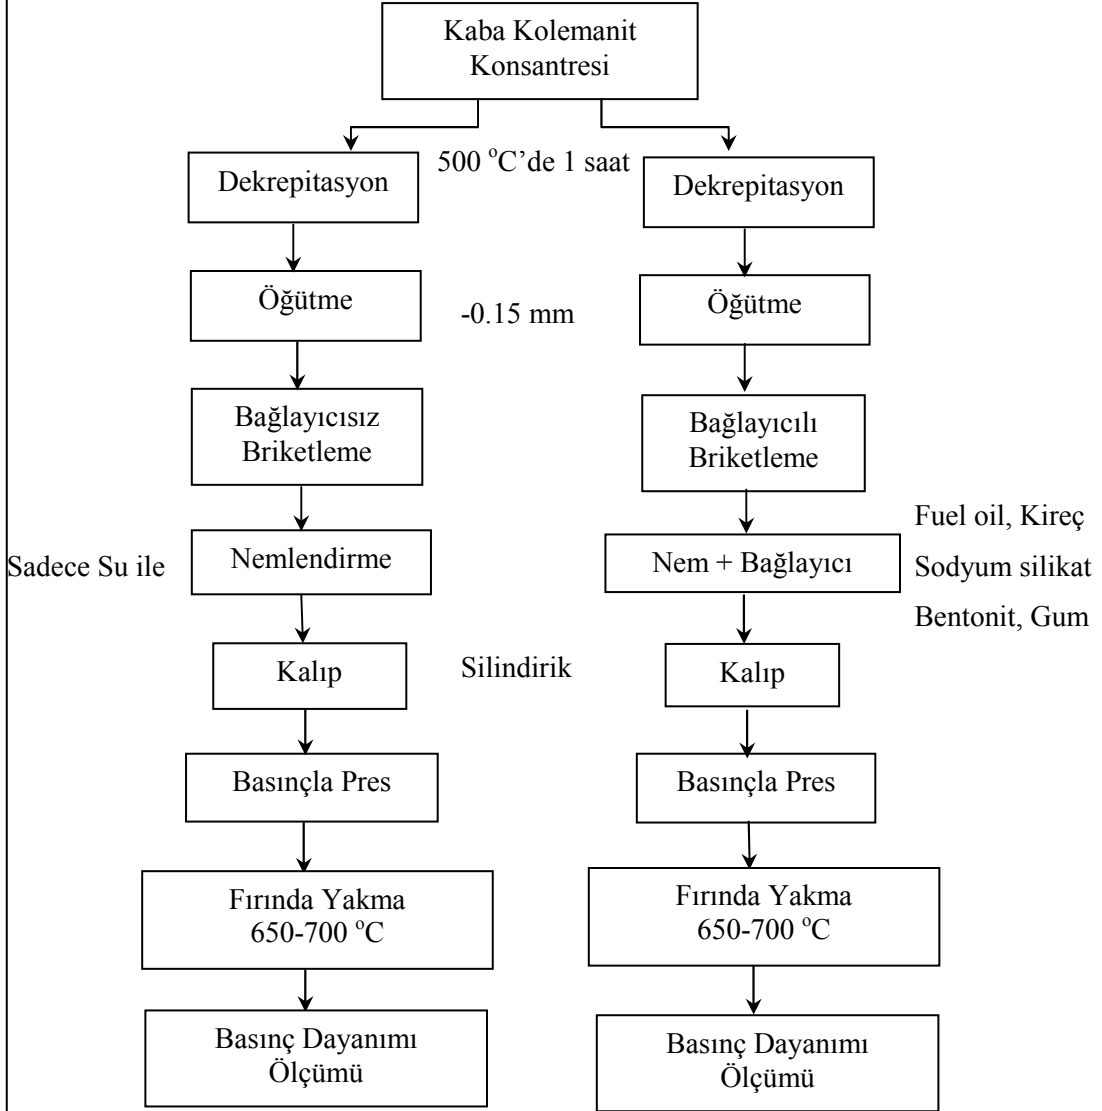 Kaba Kolemanit
Konsantresi
500 °C’de 1 saat
Dekrepitasyon
Dekrepitasyon
Öğütme
-0.15 mm
Öğütme
Bağlayıcısız
Briketleme
Bağlayıcılı
Briketleme
Sadece Su ile
Nemlendirme
Nem + Bağlayıcı
Fuel oil, Kireç
Sodyum silikat
Bentonit, Gum
Kalıp
Silindirik
Kalıp
Basınçla Pres
Basınçla Pres
Fırında Yakma
650-700 °C
Fırında Yakma
650-700 °C
Basınç Dayanımı
Ölçümü
Basınç Dayanımı
Ölçümü